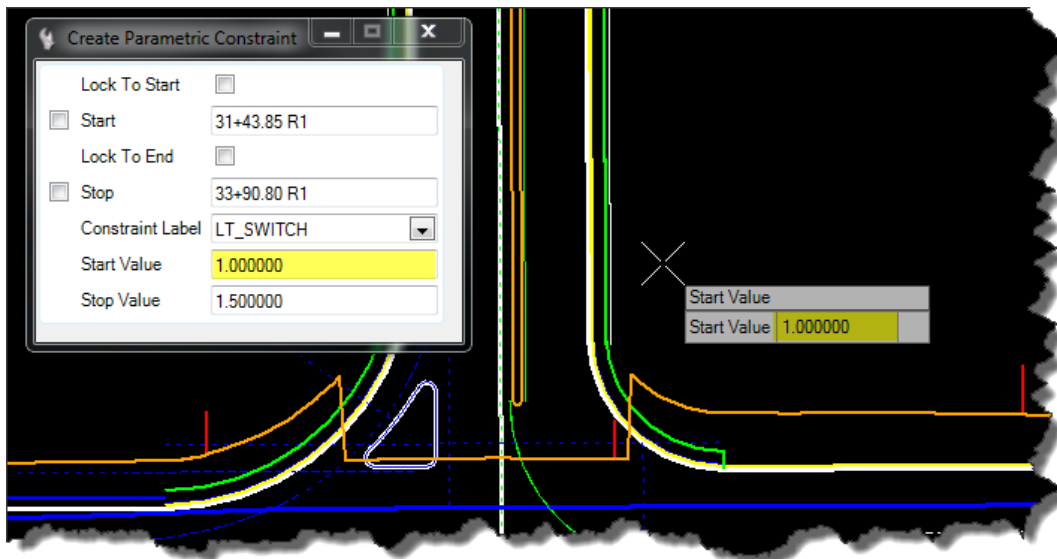 Create Parametric Constraint
Lock To Start
Start 31+43.85 R1
Lock To End
Stop 33+90.80 R1
Constraint Label LT_SWITCH
Start Value 1.000000
Stop Value 1.500000
Start Value
Start Value 1.000000